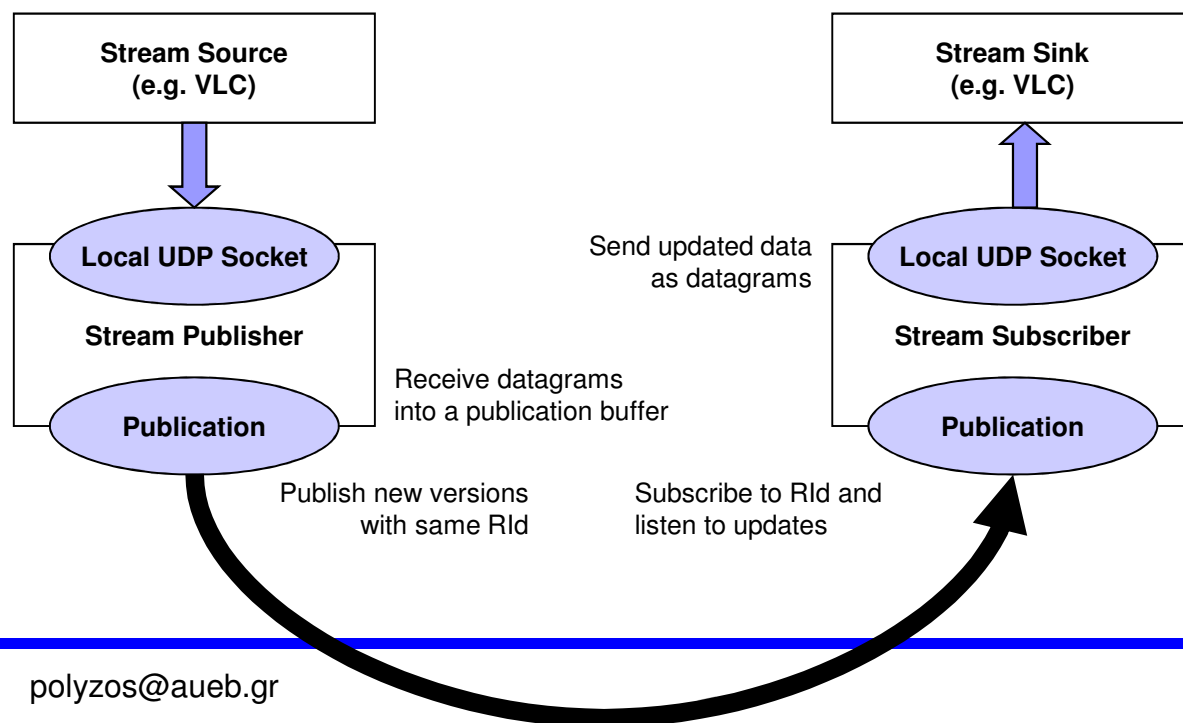 Stream Source
(e.g. VLC)
Stream Sink
(e.g. VLC)
Local UDP Socket
Send updated data
as datagrams
Local UDP Socket
Stream Publisher
Stream Subscriber
Receive datagrams
into a publication buffer
Publication
Publication
Publish new versions
with same RId
Subscribe to RId and
listen to updates
polyzos@aueb.gr